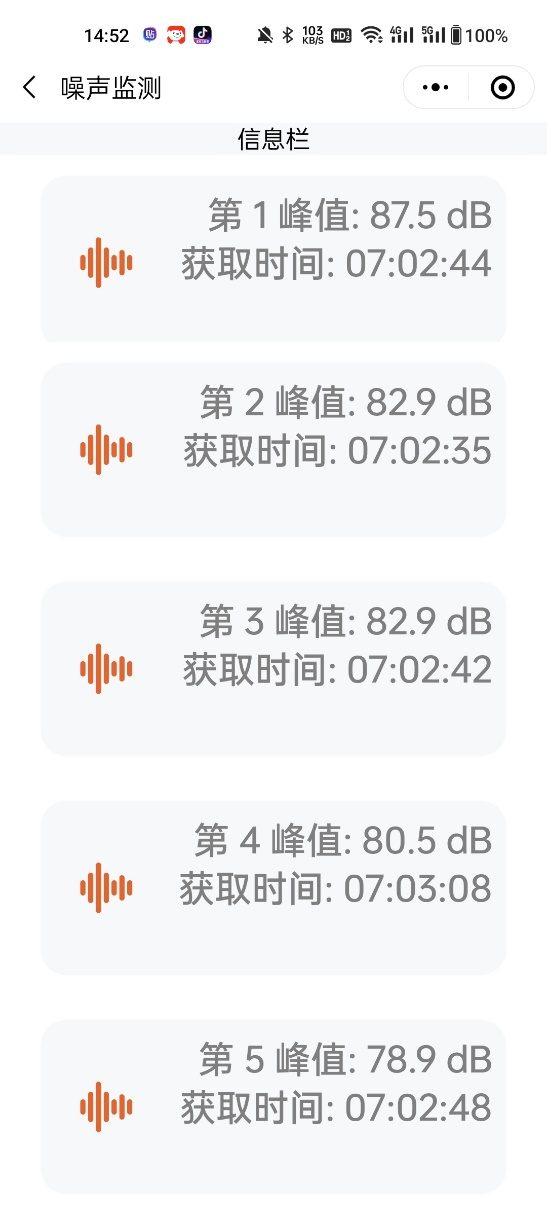 14:52 103 KB/S HD 4G 5G 100%
噪声监测
信息栏
第 1 峰值: 87.5 dB
获取时间: 07:02:44
第 2 峰值: 82.9 dB
获取时间: 07:02:35
第 3 峰值: 82.9 dB
获取时间: 07:02:42
第 4 峰值: 80.5 dB
获取时间: 07:03:08
第 5 峰值: 78.9 dB
获取时间: 07:02:48